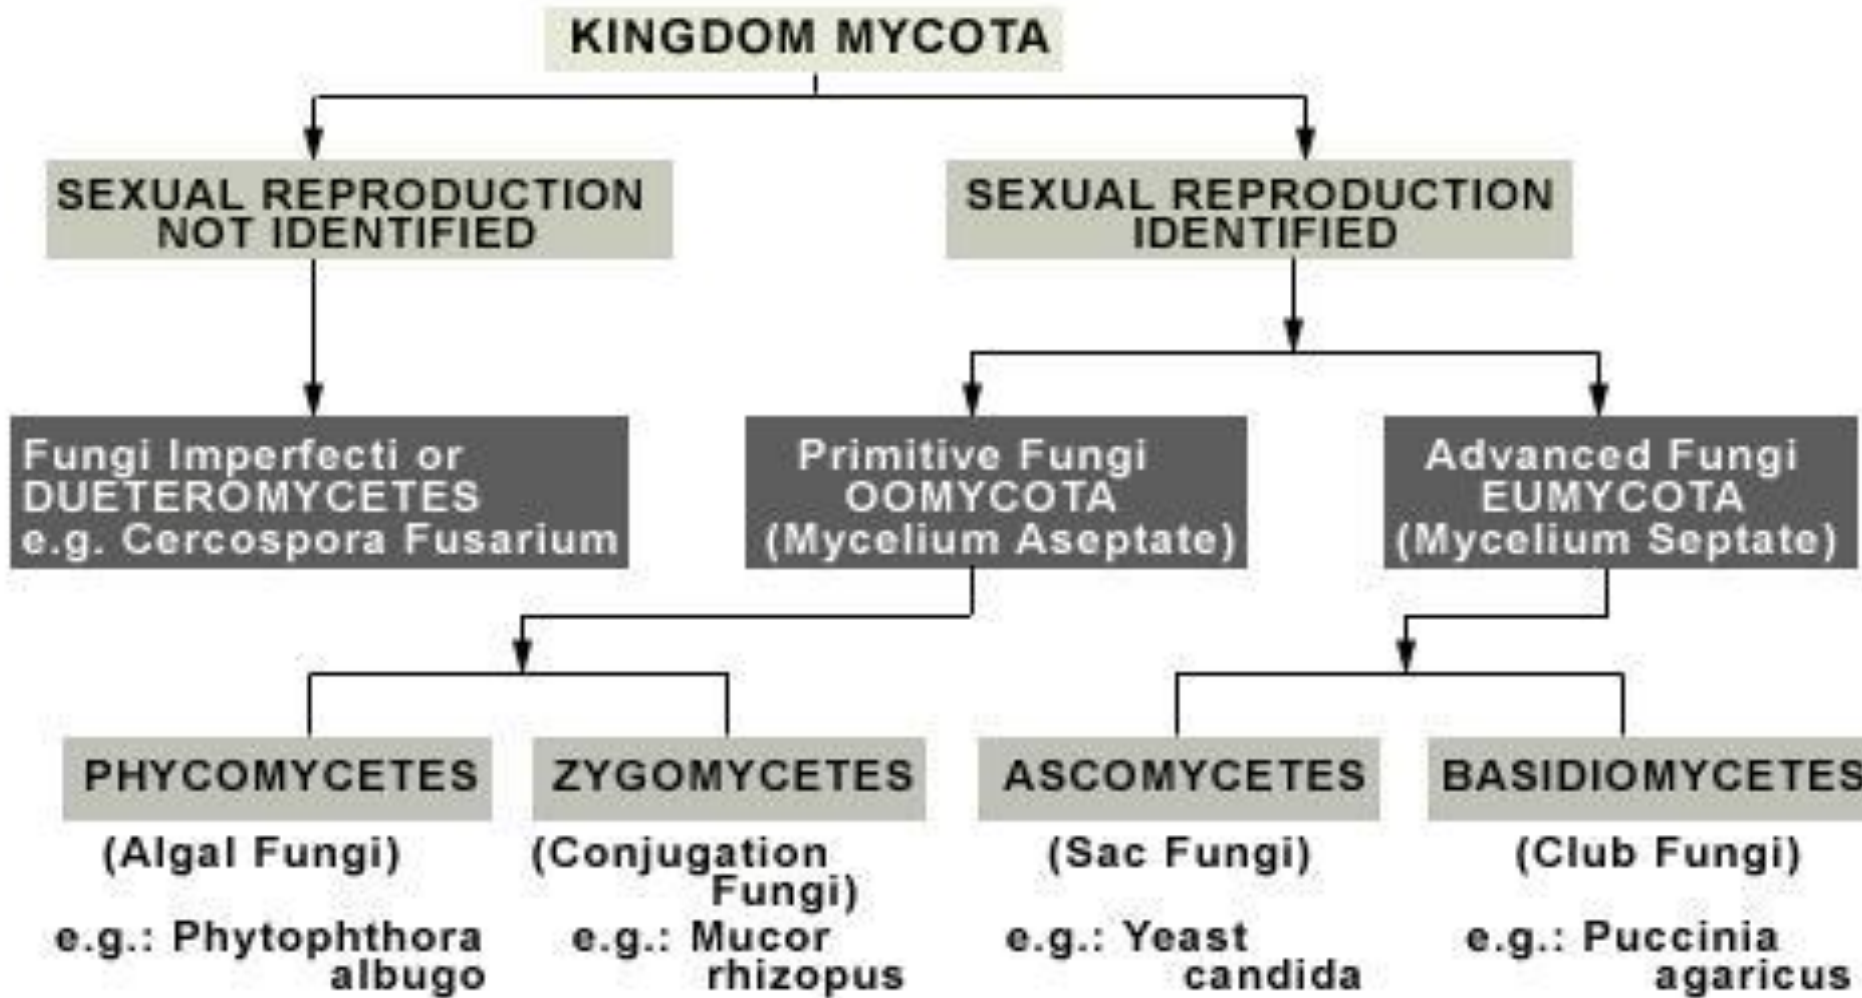 KINGDOM MYCOTA
SEXUAL REPRODUCTION
NOT IDENTIFIED
SEXUAL REPRODUCTION
IDENTIFIED
Fungi Imperfecti or
DUETEROMYCETES
e.g. Cercospora Fusarium
Primitive Fungi
OOMYCOTA
(Mycelium Aseptate)
Advanced Fungi
EUMYCOTA
(Mycelium Septate)
PHYCOMYCETES
(Algal Fungi)
e.g.: Phytophthora
albugo
ZYGOMYCETES
(Conjugation
Fungi)
e.g.: Mucor
rhizopus
ASCOMYCETES
(Sac Fungi)
e.g.: Yeast
candida
BASIDIOMYCETES
(Club Fungi)
e.g.: Puccinia
agaricus